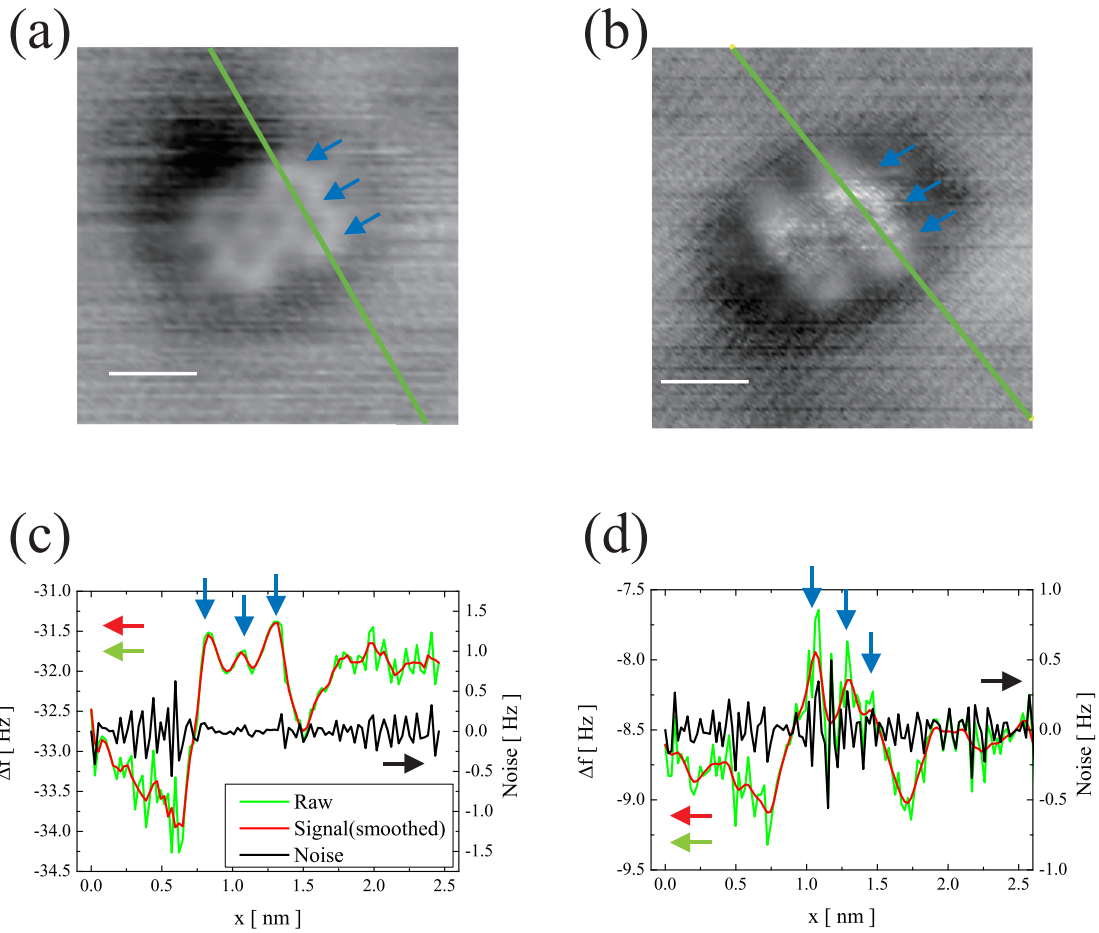 (a)
(b)
(c)
-31.0
-31.5
-32.0
-32.5
-33.0
-33.5
-34.0
-34.5
Δf [ Hz ]
1.5
1.0
0.5
0.0
-0.5
-1.0
-1.5
Noise [ Hz ]
Raw
Signal(smoothed)
Noise
0.0 0.5 1.0 1.5 2.0 2.5
x [ nm ]
(d)
-7.5
-8.0
-8.5
-9.0
-9.5
Δf [ Hz ]
1.0
0.5
0.0
-0.5
-1.0
Noise [ Hz ]
0.0 0.5 1.0 1.5 2.0 2.5
x [ nm ]